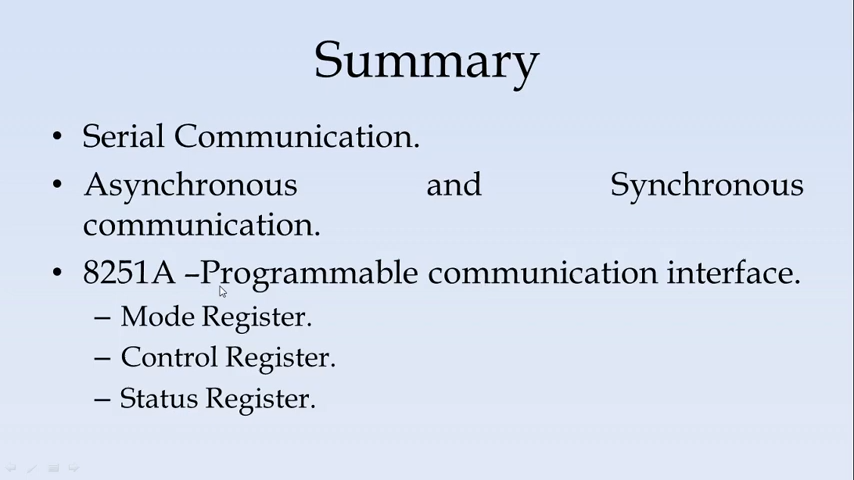 Summary
• Serial Communication.
• Asynchronous and Synchronous
communication.
• 8251A –Programmable communication interface.
– Mode Register.
– Control Register.
– Status Register.